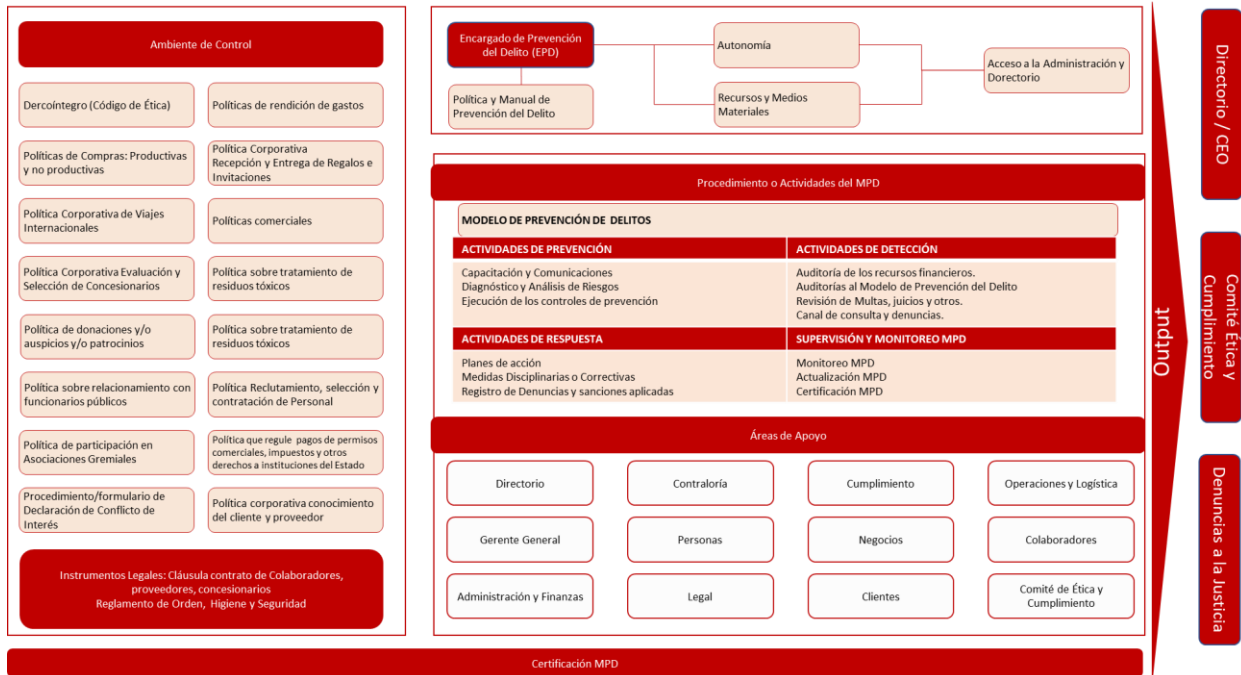 Ambiente de Control
Dercoíntegro (Código de Ética)
Políticas de rendición de gastos
Políticas de Compras: Productivas
y no productivas
Política Corporativa
Recepción y Entrega de Regalos e
Invitaciones
Política Corporativa de Viajes
Internacionales
Políticas comerciales
Política Corporativa Evaluación y
Selección de Concesionarios
Política sobre tratamiento de
residuos tóxicos
Política de donaciones y/o
auspicios y/o patrocinios
Política sobre tratamiento de
residuos tóxicos
Política sobre relacionamiento con
funcionarios públicos
Política Reclutamiento, selección y
contratación de Personal
Política de participación en
Asociaciones Gremiales
Política que regule pagos de permisos
comerciales, impuestos y otros
derechos a instituciones del Estado
Procedimiento/formulario de
Declaración de Conflicto de
Interés
Política corporativa conocimiento
del cliente y proveedor
Instrumentos Legales: Cláusula contrato de Colaboradores,
proveedores, concesionarios
Reglamento de Orden, Higiene y Seguridad
Encargado de Prevención
del Delito (EPD)
Política y Manual de
Prevención del Delito
Autonomía
Recursos y Medios
Materiales
Acceso a la Administración y
Dorectorio
Procedimiento o Actividades del MPD
MODELO DE PREVENCIÓN DE DELITOS
ACTIVIDADES DE PREVENCIÓN
Capacitación y Comunicaciones
Diagnóstico y Análisis de Riesgos
Ejecución de los controles de prevención
ACTIVIDADES DE DETECCIÓN
Auditoría de los recursos financieros.
Auditorías al Modelo de Prevención del Delito
Revisión de Multas, juicios y otros.
Canal de consulta y denuncias.
ACTIVIDADES DE RESPUESTA
Planes de acción
Medidas Disciplinarias o Correctivas
Registro de Denuncias y sanciones aplicadas
SUPERVISIÓN Y MONITOREO MPD
Monitoreo MPD
Actualización MPD
Certificación MPD
Áreas de Apoyo
Directorio
Contraloría
Cumplimiento
Operaciones y Logística
Gerente General
Personas
Negocios
Colaboradores
Administración y Finanzas
Legal
Clientes
Comité de Ética y
Cumplimiento
Output
Directorio / CEO
Comité Ética y
Cumplimiento
Denuncias a la Justicia
Certificación MPD